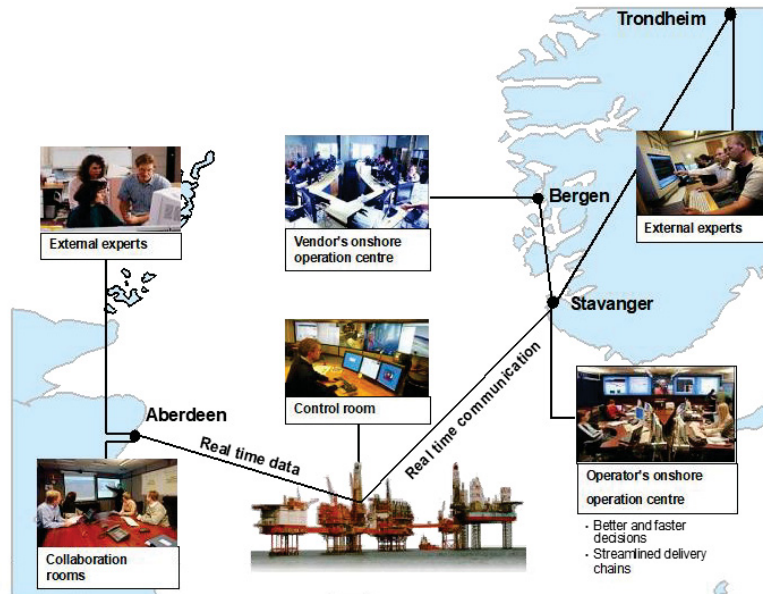 Trondheim
External experts
Vendor's onshore
operation centre
Bergen
External experts
Stavanger
Control room
Aberdeen
Real time data
Real time communication
Collaboration
rooms
Operator's onshore
operation centre
- Better and faster
decisions
- Streamlined delivery
chains